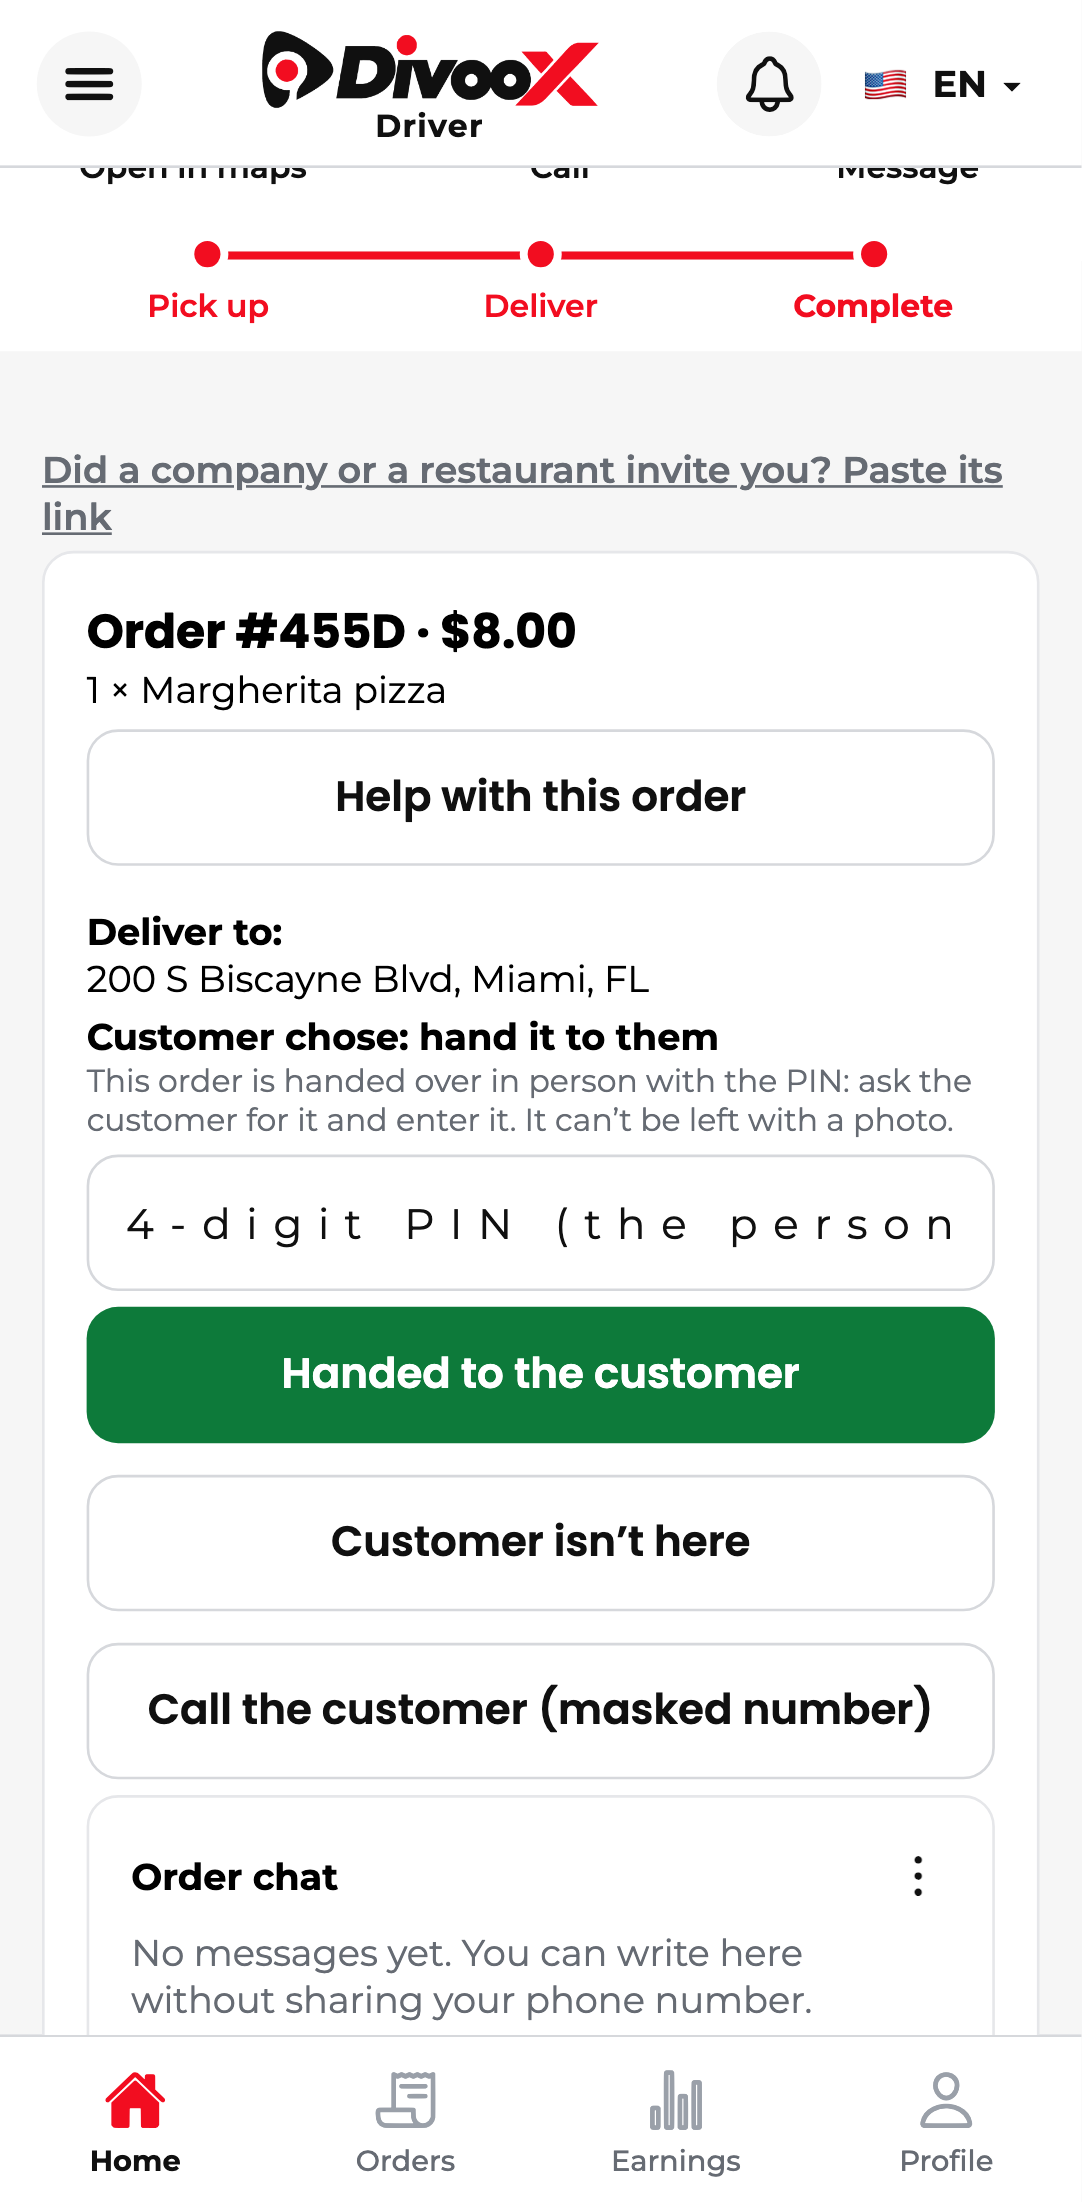 DivooX
Driver
EN
Open in maps
Call
Message
Pick up
Deliver
Complete
Did a company or a restaurant invite you? Paste its
link
Order #455D · $8.00
1 × Margherita pizza
Help with this order
Deliver to:
200 S Biscayne Blvd, Miami, FL
Customer chose: hand it to them
This order is handed over in person with the PIN: ask the
customer for it and enter it. It can’t be left with a photo.
4-digit PIN (the person
Handed to the customer
Customer isn’t here
Call the customer (masked number)
Order chat
No messages yet. You can write here
without sharing your phone number.
Home
Orders
Earnings
Profile